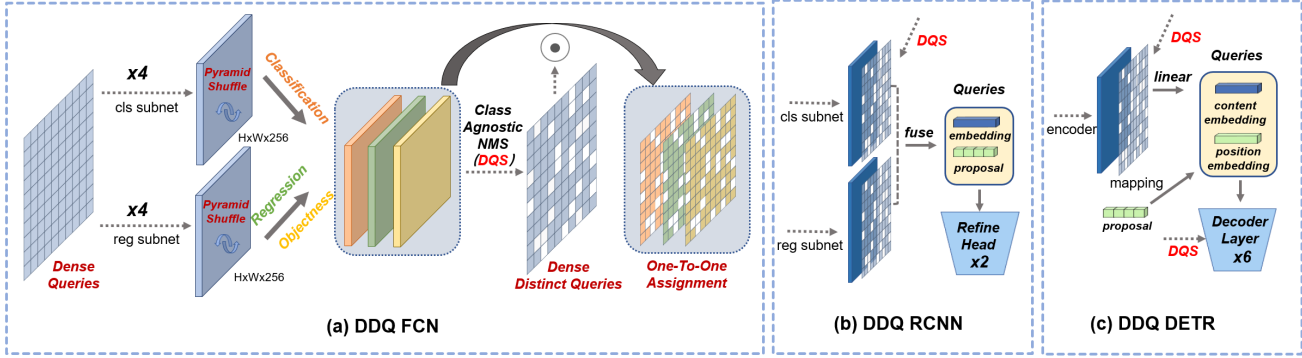 x4
cls subnet
Pyramid
Shuffle
HxWx256
Dense
Queries
x4
reg subnet
Pyramid
Shuffle
HxWx256
Classification
Regression
Objectness
Class
Agnostic
NMS
(DQS)
Dense
Distinct Queries
One-To-One
Assignment
(a) DDQ FCN
DQS
cls subnet
reg subnet
fuse
Queries
embedding
proposal
Refine
Head
x2
(b) DDQ RCNN
DQS
encoder
linear
Queries
content
embedding
position
embedding
mapping
proposal
DQS
Decoder
Layer
x6
(c) DDQ DETR